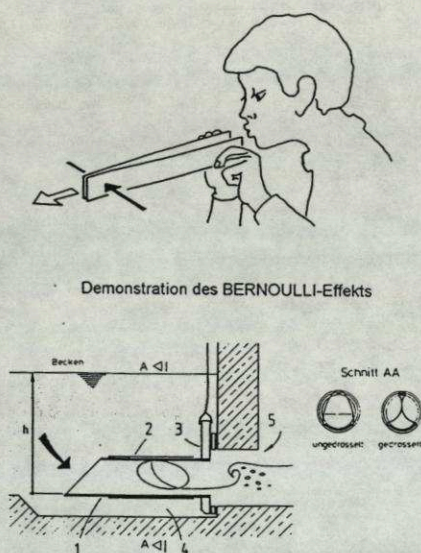 Demonstration des BERNOULLI-Effekts
Becken
A
Schnitt AA
h
2
3
5
ungedrosselt
gedrosselt
1
A
4